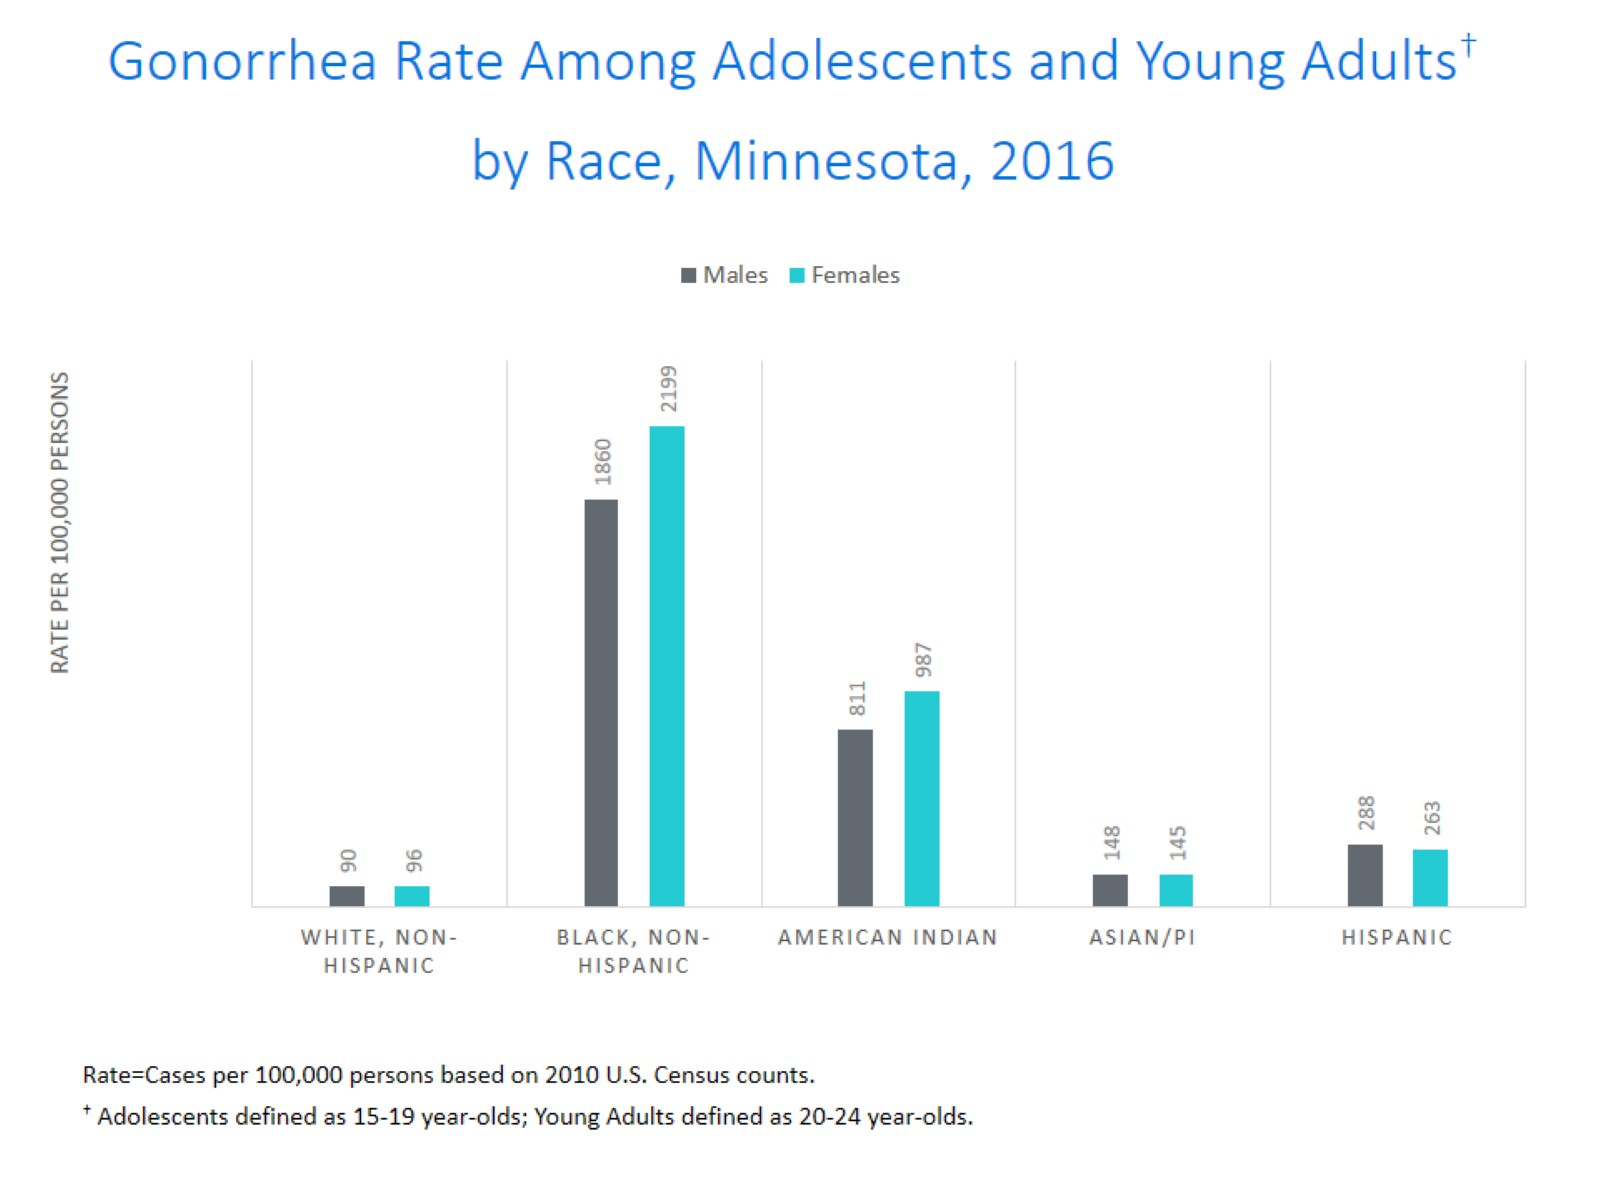 Gonorrhea Rate Among Adolescents and Young Adults†
by Race, Minnesota, 2016
Males Females
RATE PER 100,000 PERSONS
90
96
1860
2199
811
987
148
145
288
263
WHITE, NON-
HISPANIC
BLACK, NON-
HISPANIC
AMERICAN INDIAN
ASIAN/PI
HISPANIC
Rate=Cases per 100,000 persons based on 2010 U.S. Census counts.
† Adolescents defined as 15-19 year-olds; Young Adults defined as 20-24 year-olds.